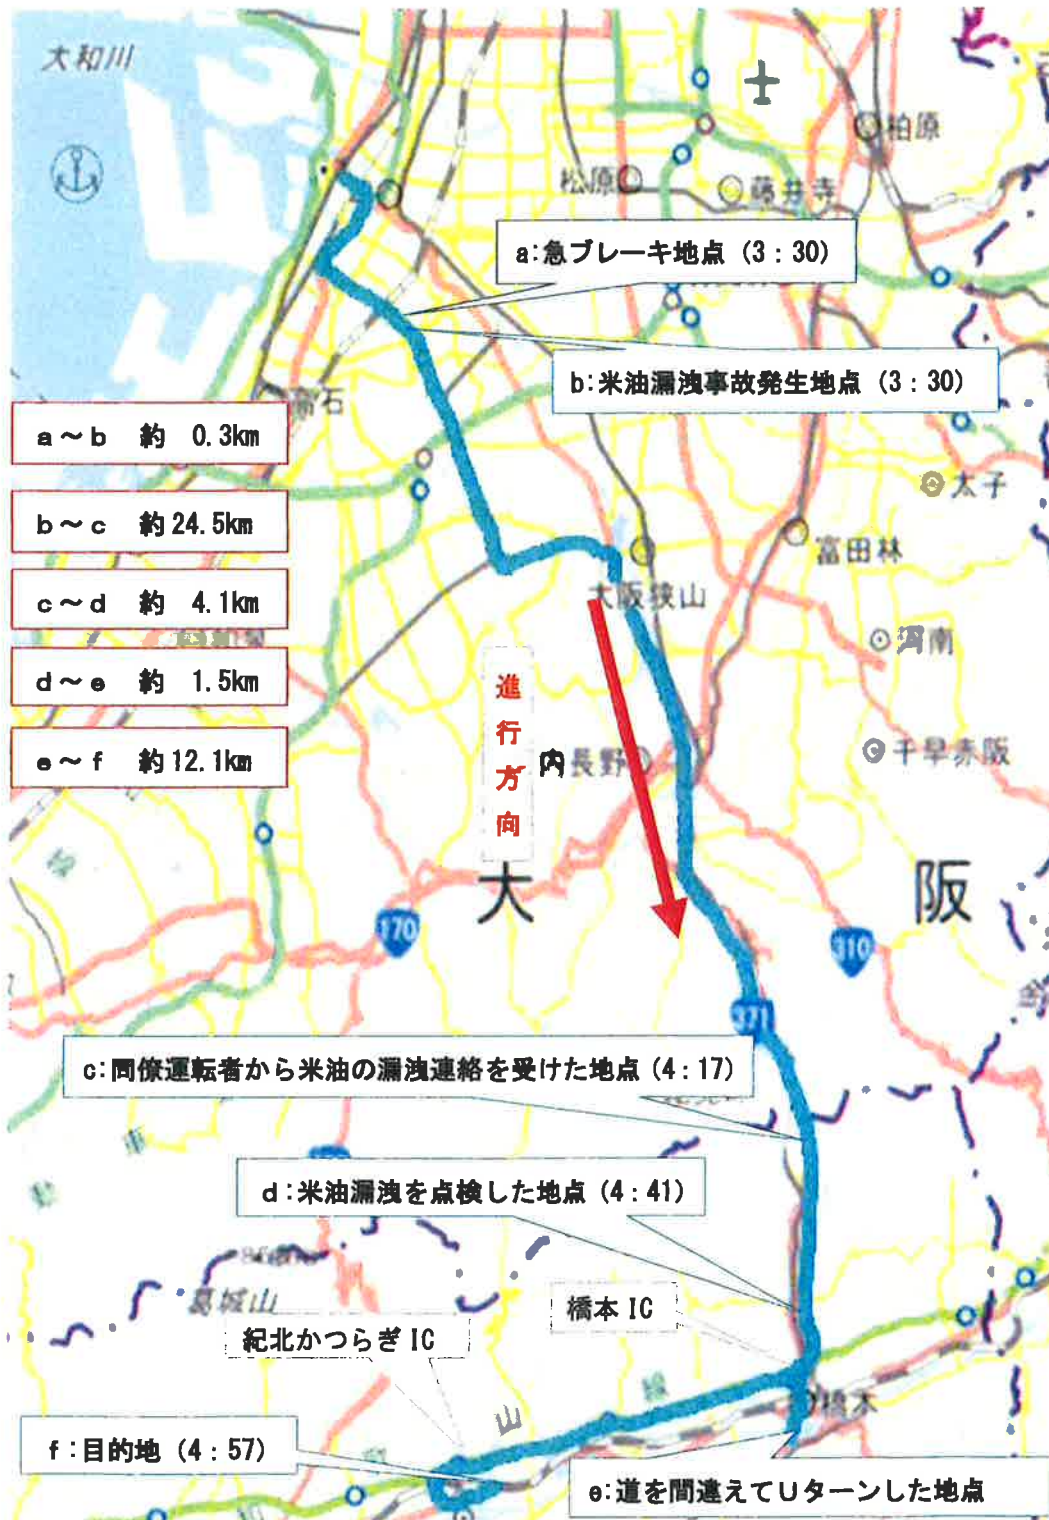 大和川
柏原
松原
藤井寺
a:急ブレーキ地点（3：30）
b:米油漏洩事故発生地点（3：30）
高石
a～b 約 0.3km
太子
b～c 約24.5km
富田林
c～d 約 4.1km
大阪狭山
河南
d～e 約 1.5km
進行方向
内長野
千早赤阪
e～f 約12.1km
大
阪
170
310
371
c:同僚運転者から米油の漏洩連絡を受けた地点（4：17）
d:米油漏洩を点検した地点（4：41）
葛城山
橋本 IC
紀北かつらぎ IC
山
線
橋本
f:目的地（4：57）
e:道を間違えてUターンした地点